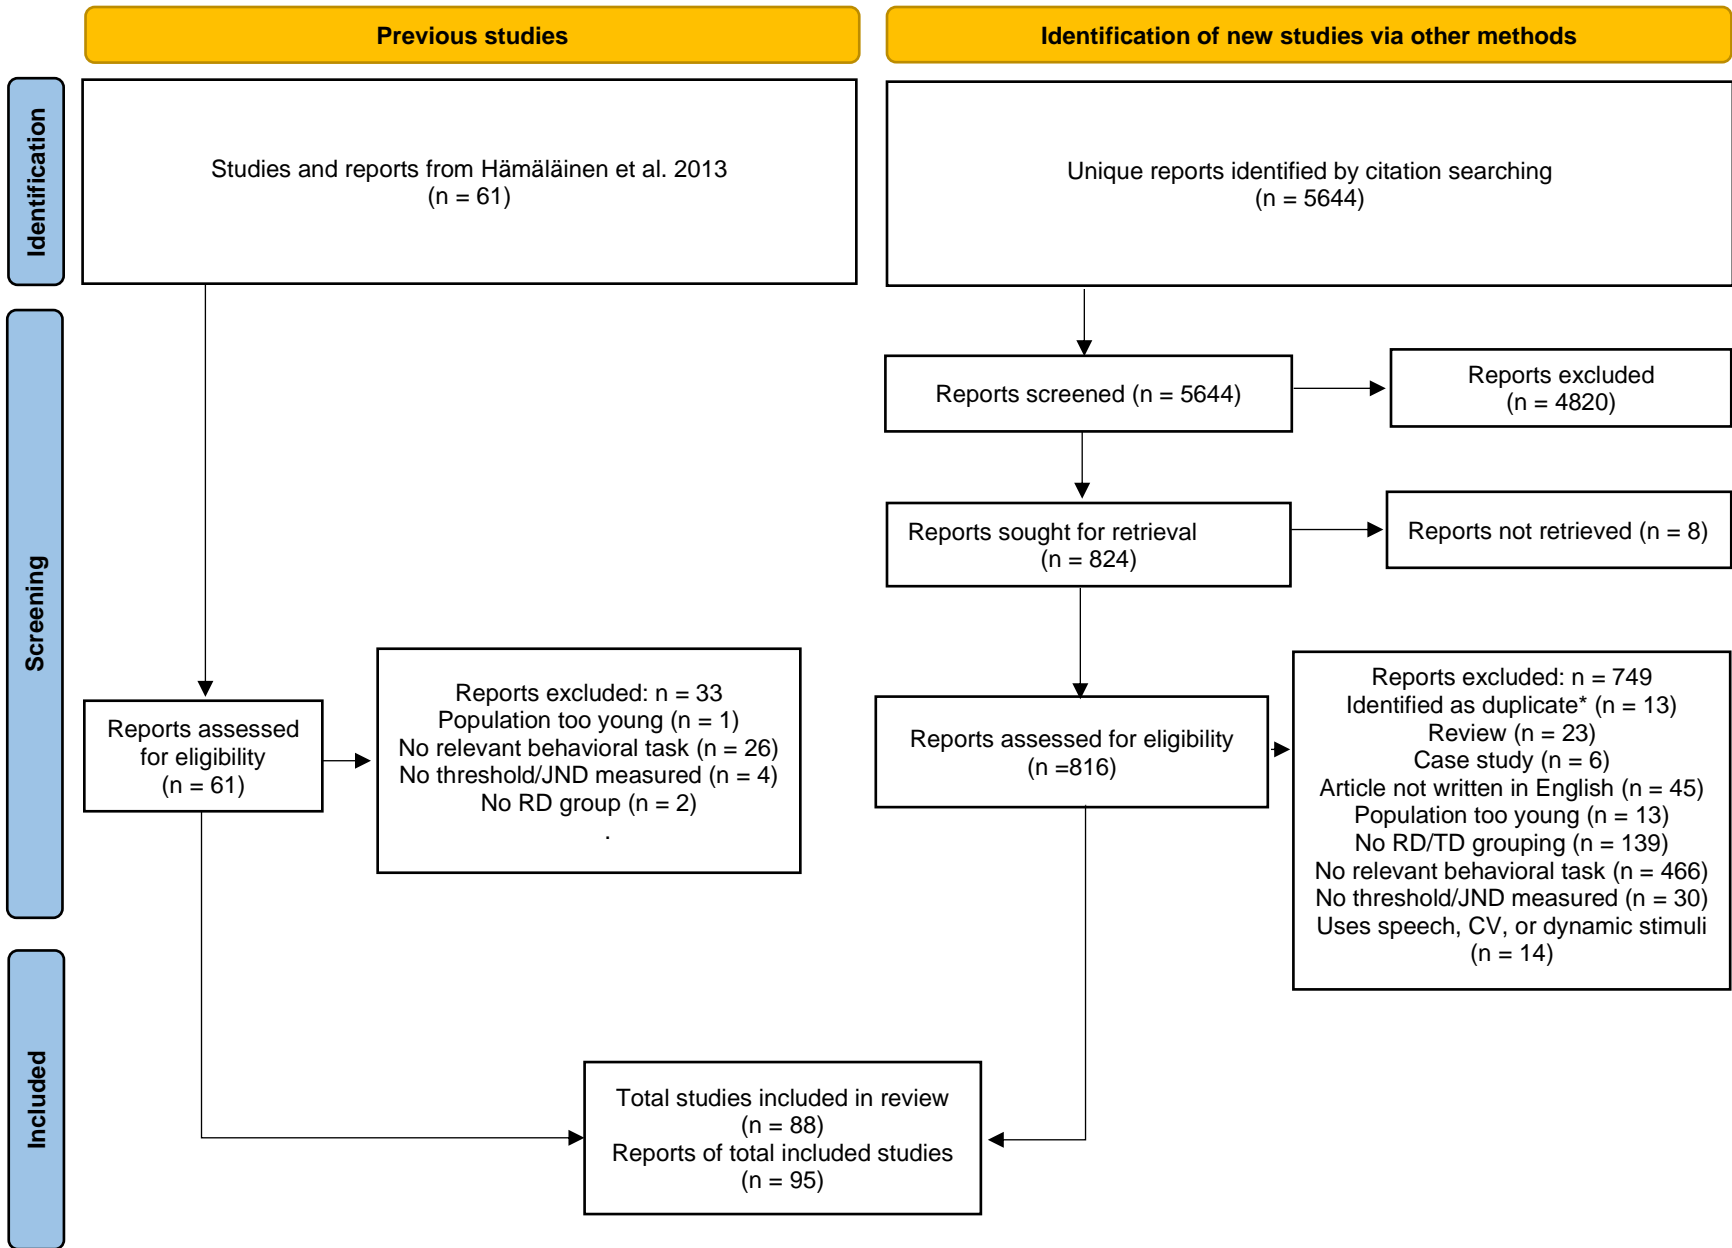 Previous studies
Identification of new studies via other methods
Identification
Studies and reports from Hämäläinen et al. 2013
(n = 61)
Unique reports identified by citation searching
(n = 5644)
Screening
Reports screened (n = 5644)
Reports excluded
(n = 4820)
Reports sought for retrieval
(n = 824)
Reports not retrieved (n = 8)
Reports assessed
for eligibility
(n = 61)
Reports excluded: n = 33
Population too young (n = 1)
No relevant behavioral task (n = 26)
No threshold/JND measured (n = 4)
No RD group (n = 2)
.
Reports assessed for eligibility
(n =816)
Reports excluded: n = 749
Identified as duplicate* (n = 13)
Review (n = 23)
Case study (n = 6)
Article not written in English (n = 45)
Population too young (n = 13)
No RD/TD grouping (n = 139)
No relevant behavioral task (n = 466)
No threshold/JND measured (n = 30)
Uses speech, CV, or dynamic stimuli
(n = 14)
Included
Total studies included in review
(n = 88)
Reports of total included studies
(n = 95)